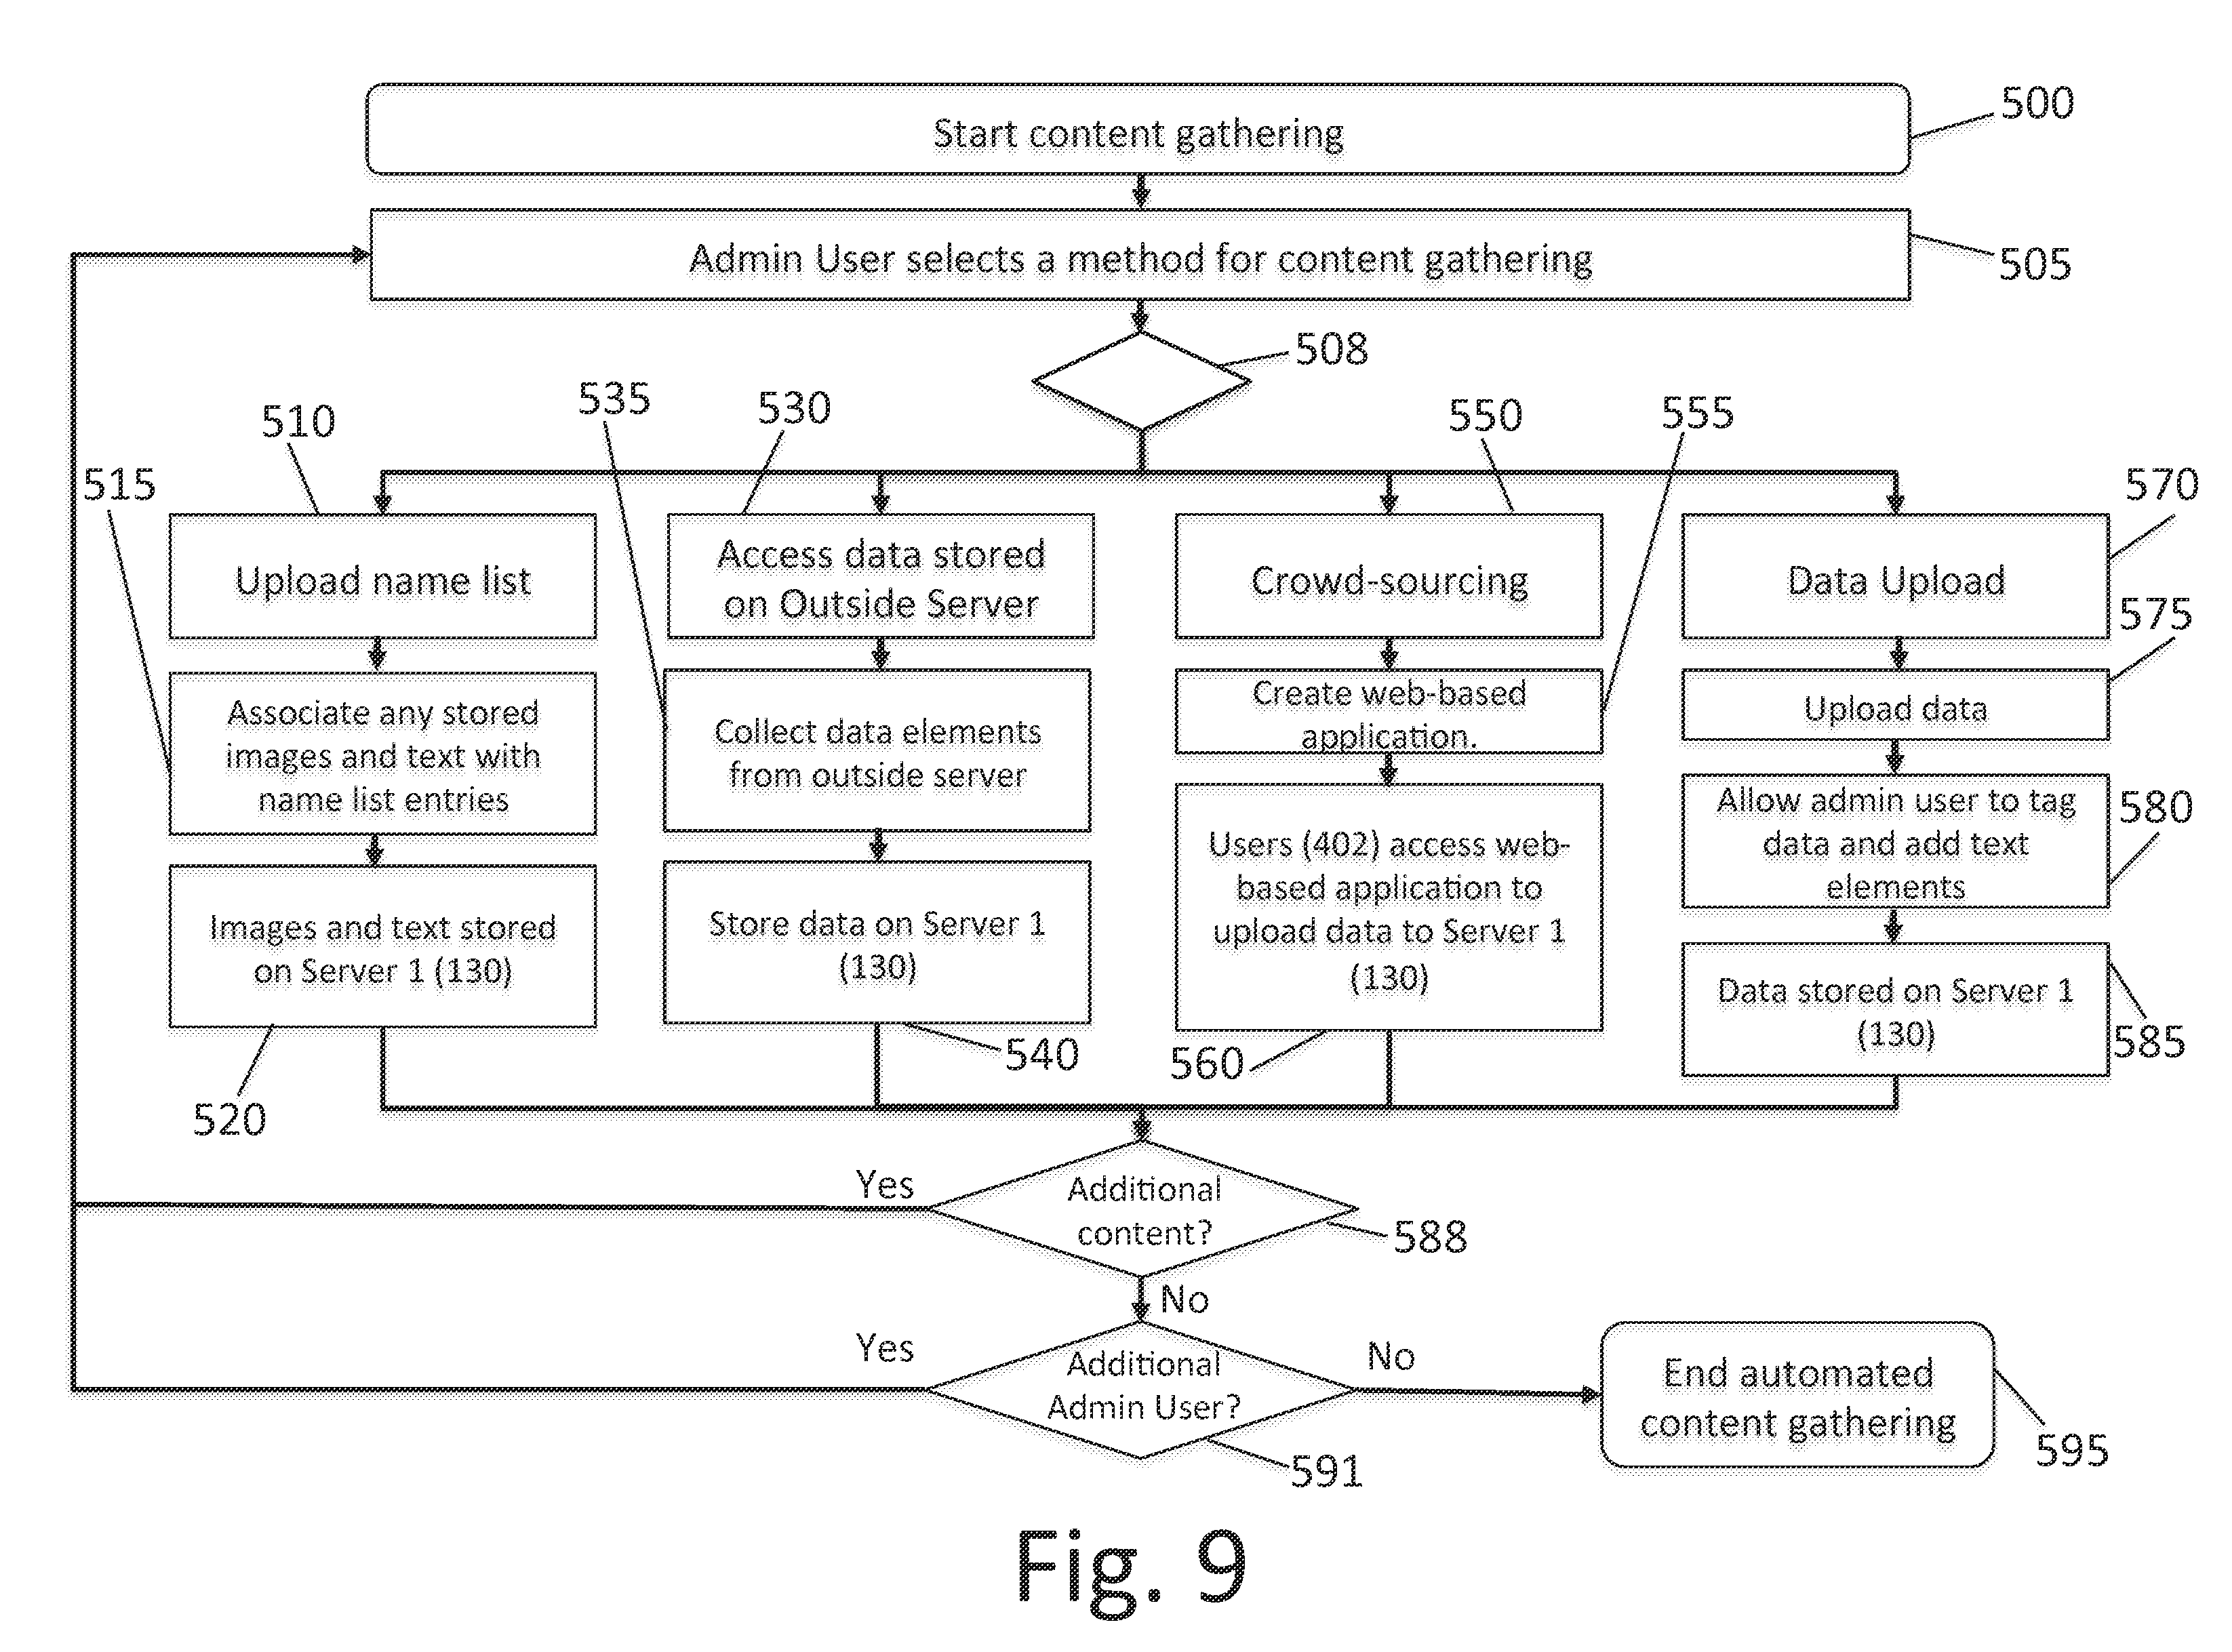 Start content gathering
500
Admin User selects a method for content gathering
505
508
510
515
535
530
550
555
570
575
Upload name list
Access data stored
on Outside Server
Crowd-sourcing
Data Upload
Associate any stored
images and text with
name list entries
Collect data elements
from outside server
Create web-based
application.
Upload data
Allow admin user to tag
data and add text
elements
580
Images and text stored
on Server 1 (130)
520
Store data on Server 1
(130)
540
Users (402) access web-
based application to
upload data to Server 1
(130)
560
Data stored on Server 1
(130)
585
Yes
Additional
content?
588
No
Yes
Additional
Admin User?
591
No
End automated
content gathering
595
Fig. 9